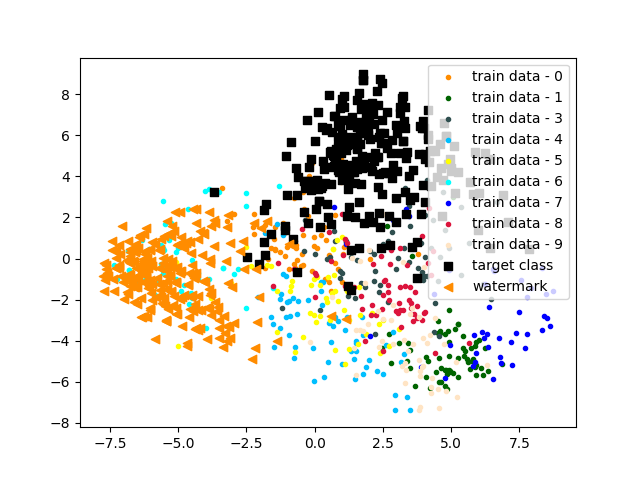 8
6
4
2
0
−2
−4
−6
−8
−7.5 −5.0 −2.5 0.0 2.5 5.0 7.5
train data - 0
train data - 1
train data - 3
train data - 4
train data - 5
train data - 6
train data - 7
train data - 8
train data - 9
target class
watermark